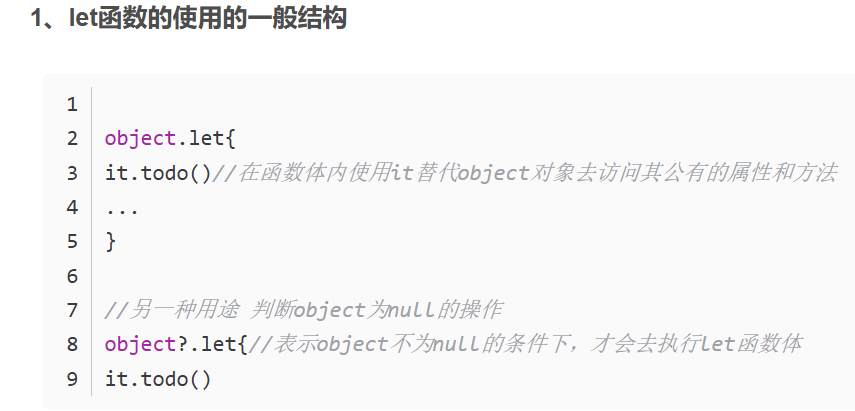 1、let函数的使用的一般结构
1
2 object.let{
3 it.todo()//在函数体内使用it替代object对象去访问其公有的属性和方法
4 ...
5 }
6
7 //另一种用途 判断object为null的操作
8 object?.let{//表示object不为null的条件下，才会去执行let函数体
9 it.todo()